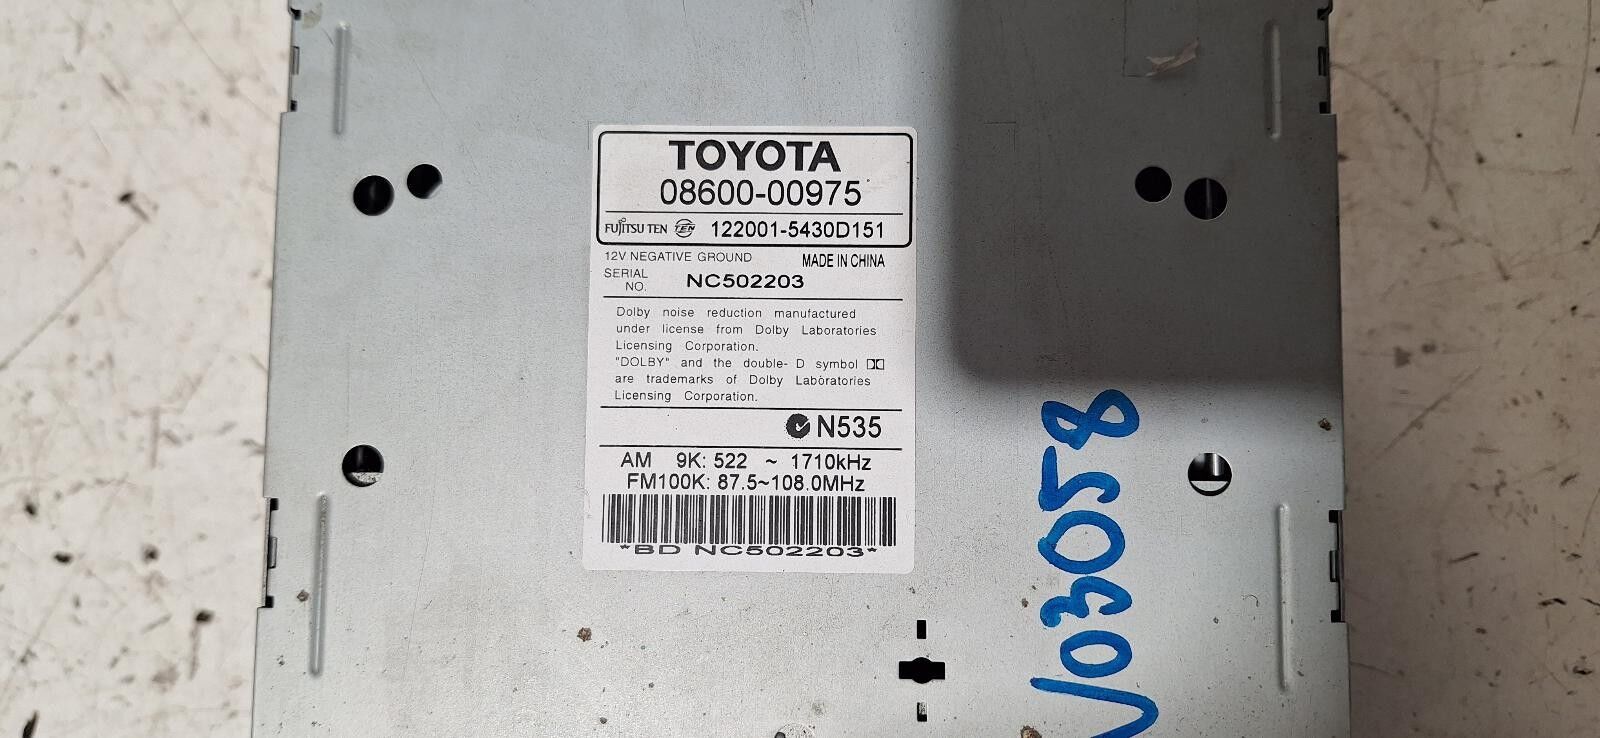 TOYOTA
08600-00975
FUJITSU TEN TEN 122001-5430D151
12V NEGATIVE GROUND MADE IN CHINA
SERIAL NO. NC502203
Dolby noise reduction manufactured
under license from Dolby Laboratories
Licensing Corporation.
"DOLBY" and the double- D symbol
are trademarks of Dolby Laboratories
Licensing Corporation.
N535
AM 9K: 522 ~ 1710kHz
FM100K: 87.5~108.0MHz
*BD NC502203*
V03058